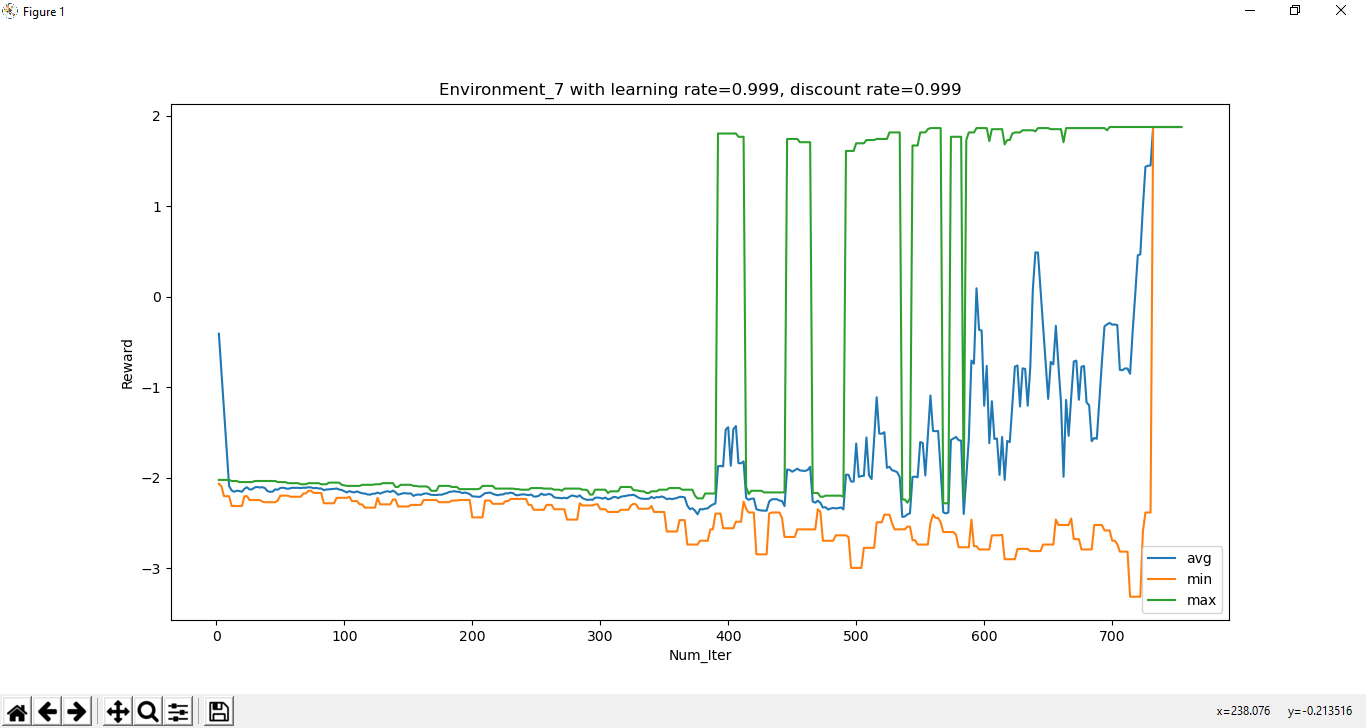 Figure 1
Environment_7 with learning rate=0.999, discount rate=0.999
2
1
0
−1
−2
−3
Reward
avg
min
max
0 100 200 300 400 500 600 700
Num_Iter
x=238.076 y=-0.213516